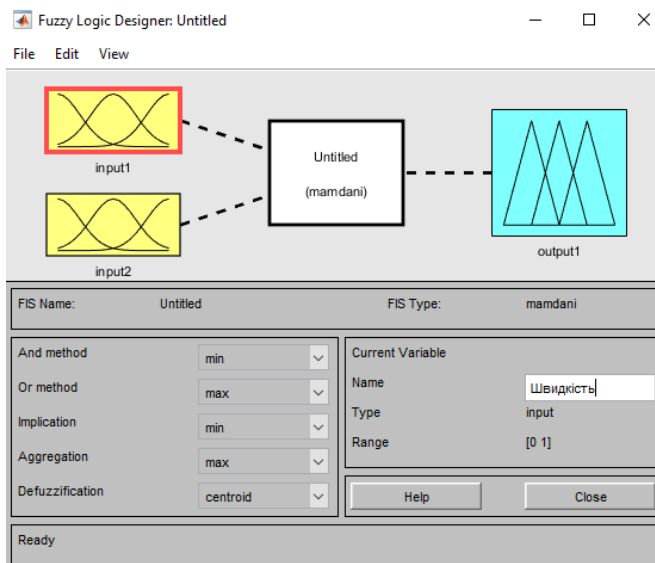 Fuzzy Logic Designer: Untitled
File Edit View
input1
Untitled
(mamdani)
input2
output1
FIS Name: Untitled FIS Type: mamdani
And method min
Or method max
Implication min
Aggregation max
Defuzzification centroid
Current Variable
Name Швидкість
Type input
Range [0 1]
Help Close
Ready